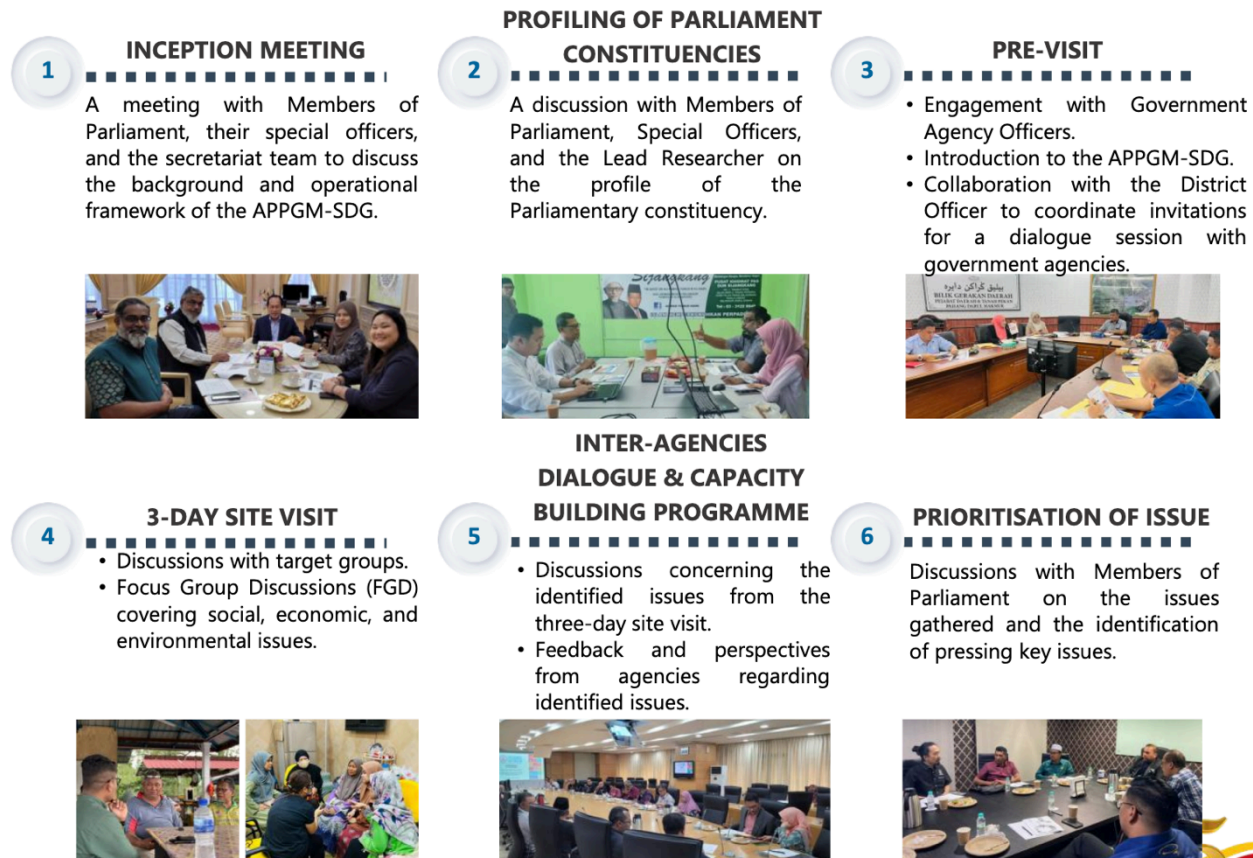 1
INCEPTION MEETING
A meeting with Members of
Parliament, their special officers,
and the secretariat team to discuss
the background and operational
framework of the APPGM-SDG.
2
PROFILING OF PARLIAMENT
CONSTITUENCIES
A discussion with Members of
Parliament, Special Officers,
and the Lead Researcher on
the profile of the
Parliamentary constituency.
Sijangkang
3
PRE-VISIT
• Engagement with Government
Agency Officers.
• Introduction to the APPGM-SDG.
• Collaboration with the District
Officer to coordinate invitations
for a dialogue session with
government agencies.
بيليق ݢراكن دايره
BILIK GERAKAN DAERAH
4
3-DAY SITE VISIT
• Discussions with target groups.
• Focus Group Discussions (FGD)
covering social, economic, and
environmental issues.
5
INTER-AGENCIES
DIALOGUE & CAPACITY
BUILDING PROGRAMME
• Discussions concerning the
identified issues from the
three-day site visit.
• Feedback and perspectives
from agencies regarding
identified issues.
6
PRIORITISATION OF ISSUE
Discussions with Members of
Parliament on the issues
gathered and the identification
of pressing key issues.